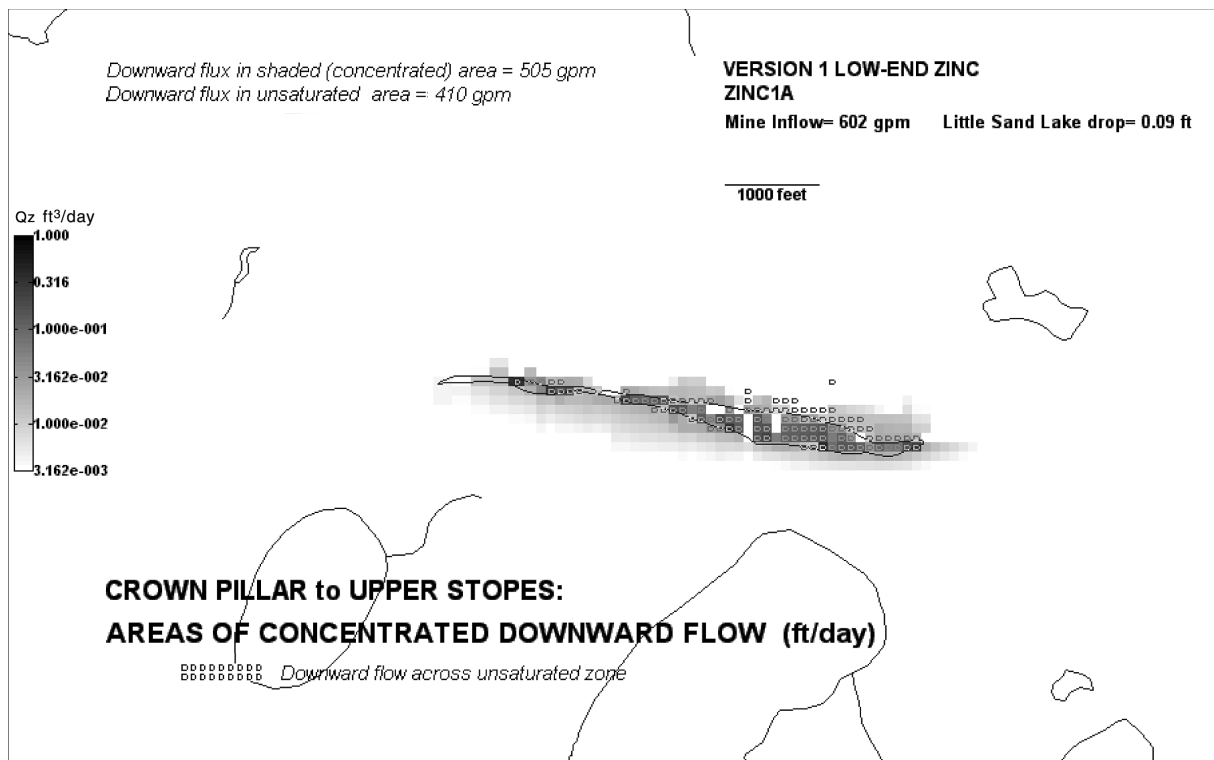 Downward flux in shaded (concentrated) area = 505 gpm
Downward flux in unsaturated area = 410 gpm
VERSION 1 LOW-END ZINC
ZINC1A
Mine Inflow= 602 gpm Little Sand Lake drop= 0.09 ft
1000 feet
Qz ft³/day
1.000
0.316
1.000e-001
3.162e-002
1.000e-002
3.162e-003
CROWN PILLAR to UPPER STOPES:
AREAS OF CONCENTRATED DOWNWARD FLOW (ft/day)
Downward flow across unsaturated zone